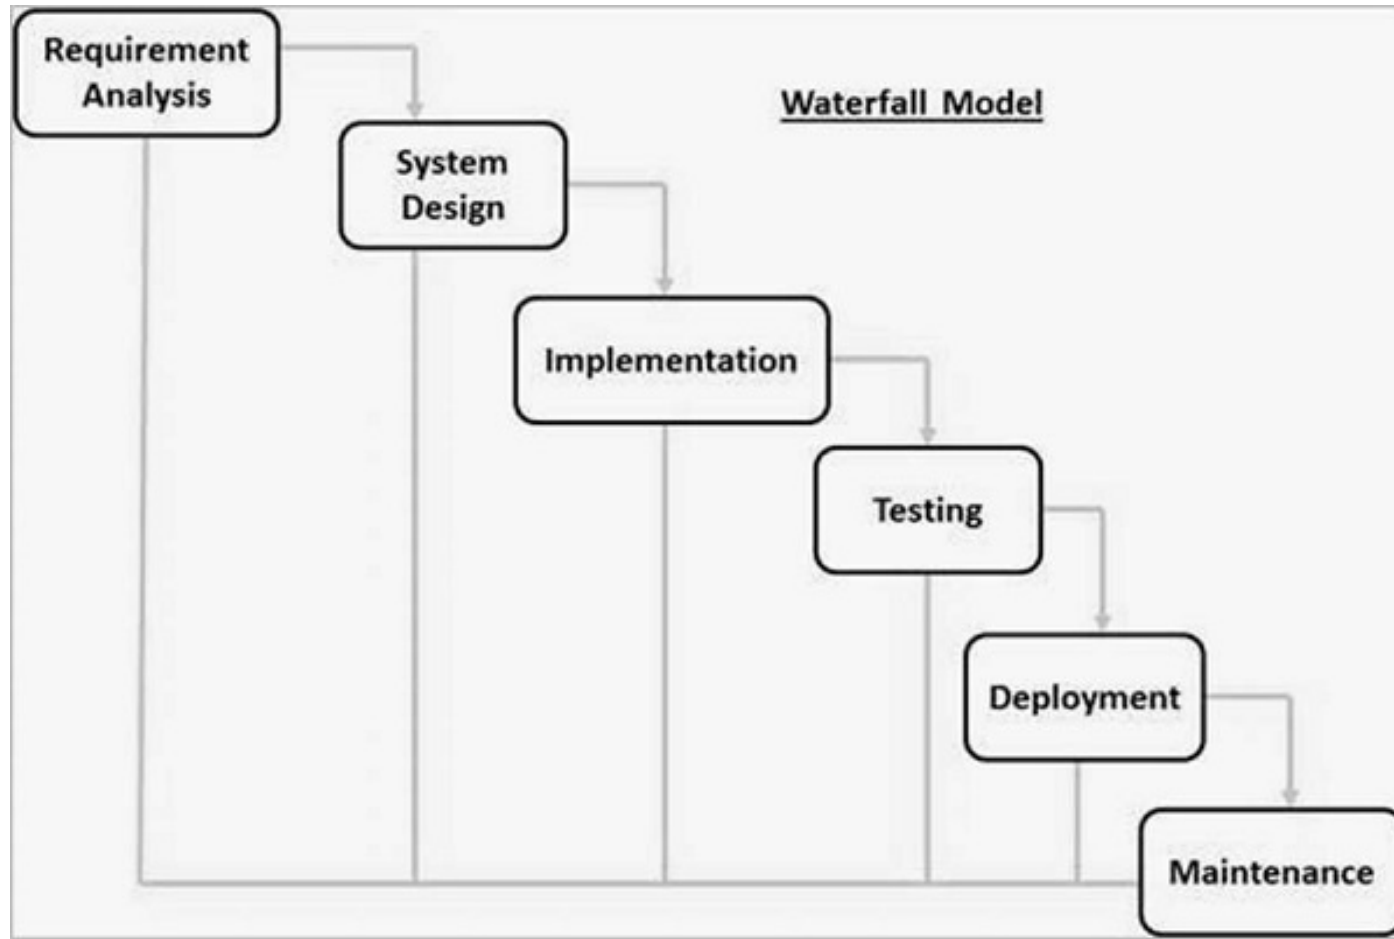 Requirement
Analysis
Waterfall Model
System
Design
Implementation
Testing
Deployment
Maintenance